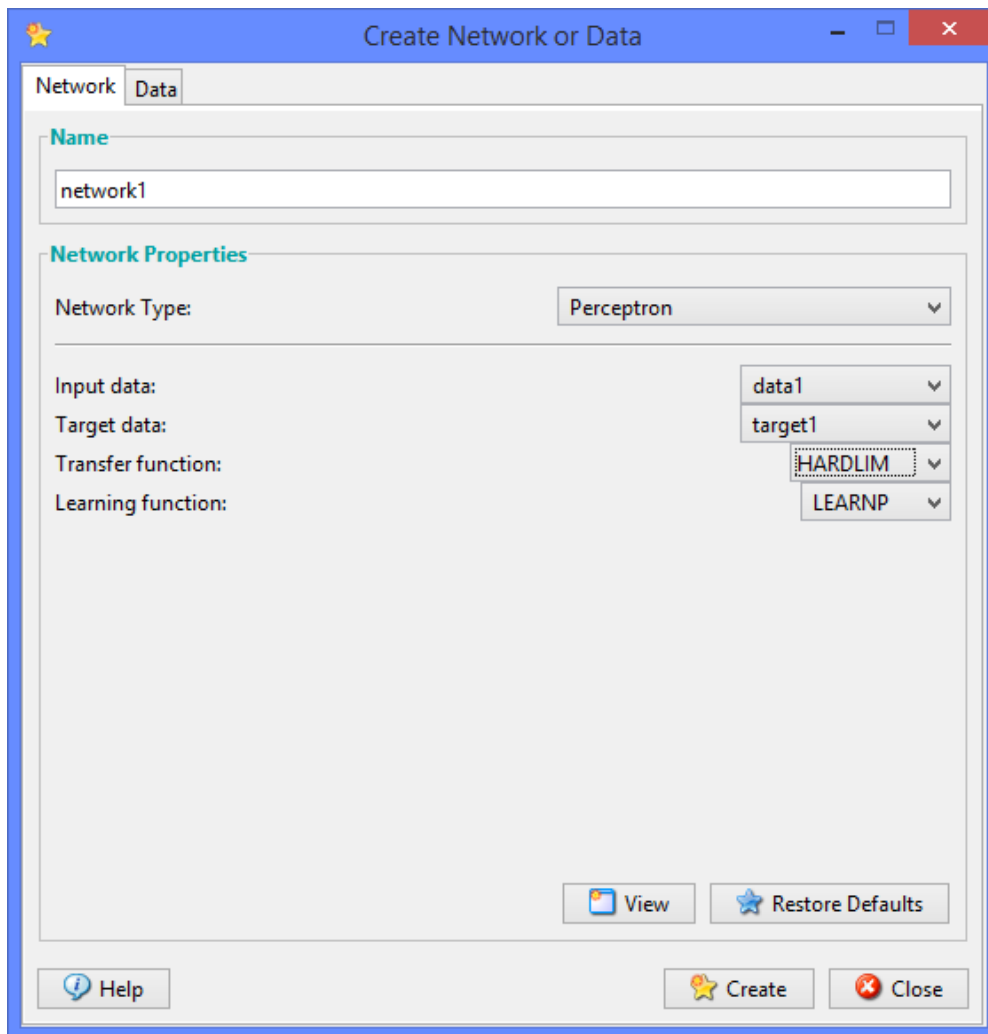 Create Network or Data
Network Data
Name
network1
Network Properties
Network Type: Perceptron
Input data: data1
Target data: target1
Transfer function: HARDLIM
Learning function: LEARNP
View Restore Defaults
Help Create Close